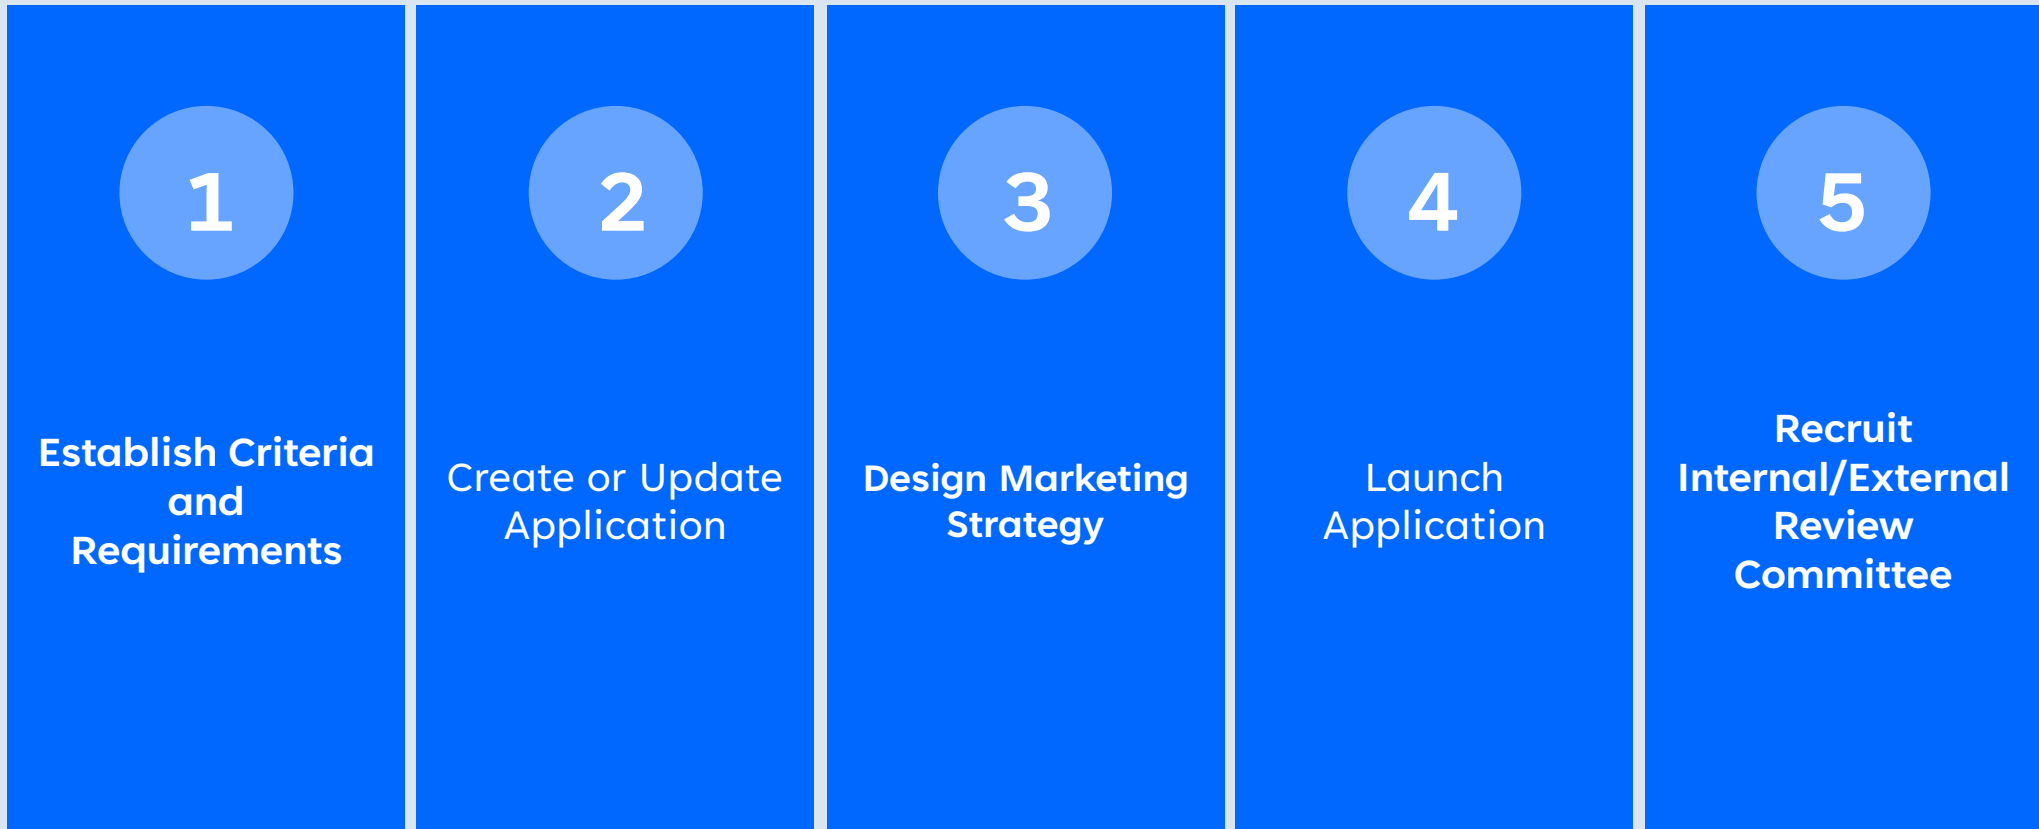 1
Establish Criteria
and
Requirements
2
Create or Update
Application
3
Design Marketing
Strategy
4
Launch
Application
5
Recruit
Internal/External
Review
Committee